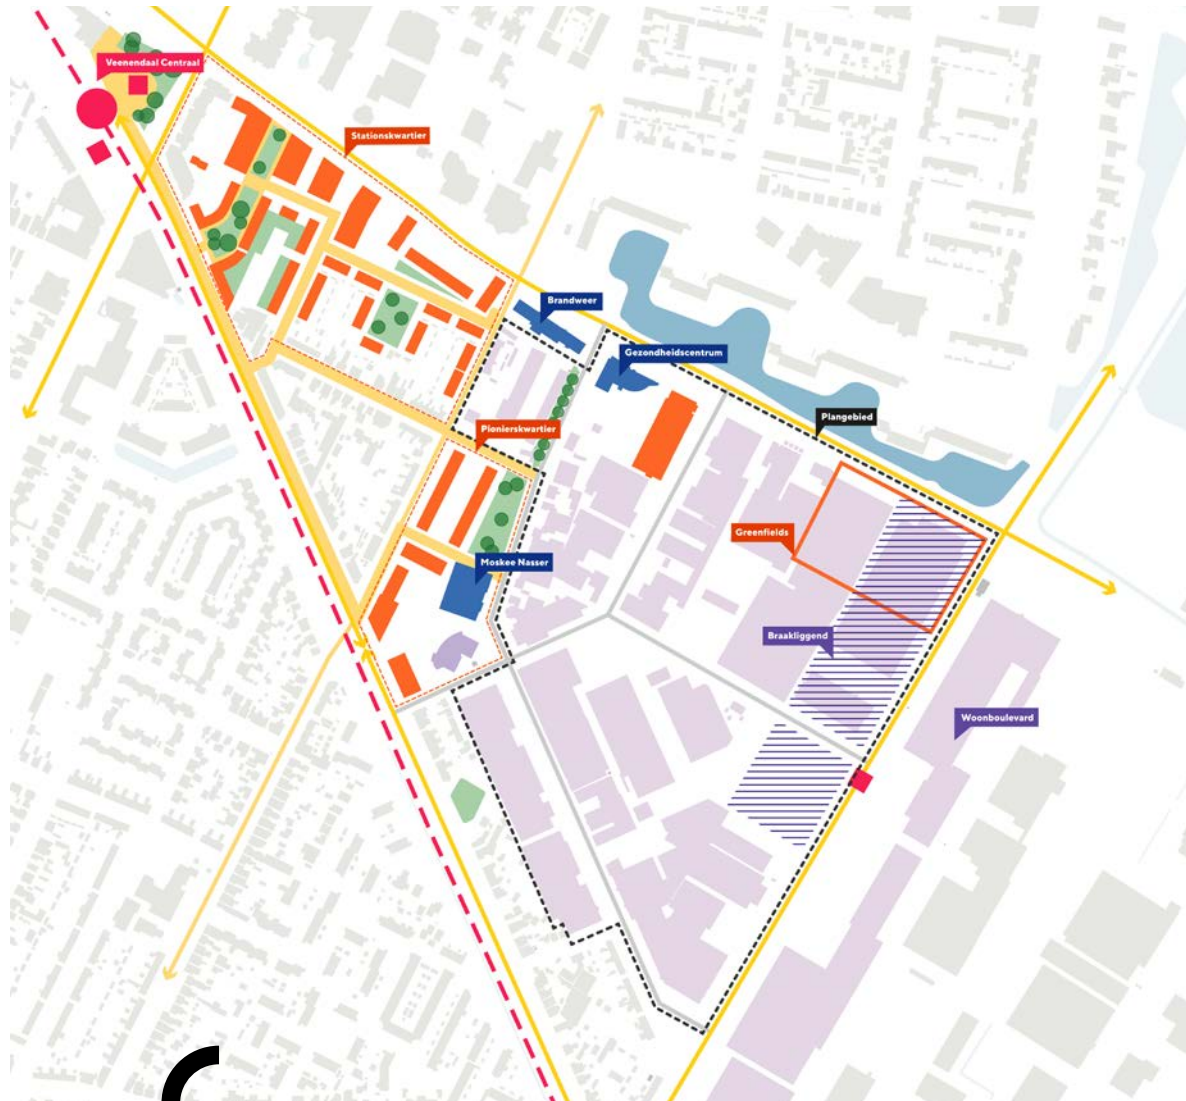 Veenendaal Centraal
Stationskwartier
Brandweer
Gezondheidscentrum
Plangebied
Pionierskwartier
Greenfields
Moskee Nasser
Braakliggend
Woonboulevard